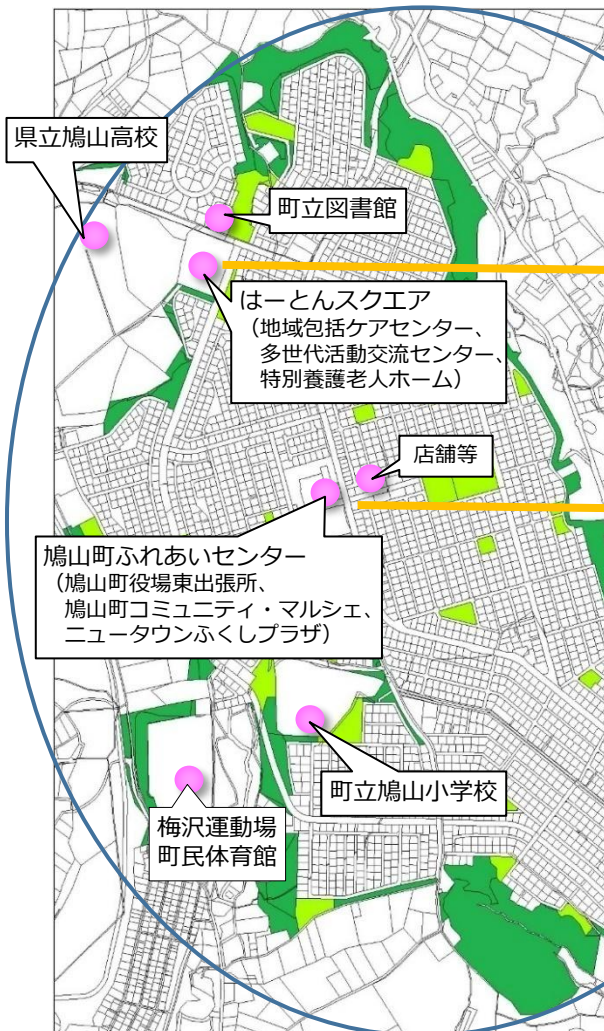 県立鳩山高校
町立図書館
はーとんスクエア
（地域包括ケアセンター、
多世代活動交流センター、
特別養護老人ホーム）
店舗等
鳩山町ふれあいセンター
（鳩山町役場東出張所、
鳩山町コミュニティ・マルシェ、
ニュータウンふくしプラザ）
町立鳩山小学校
梅沢運動場
町民体育館